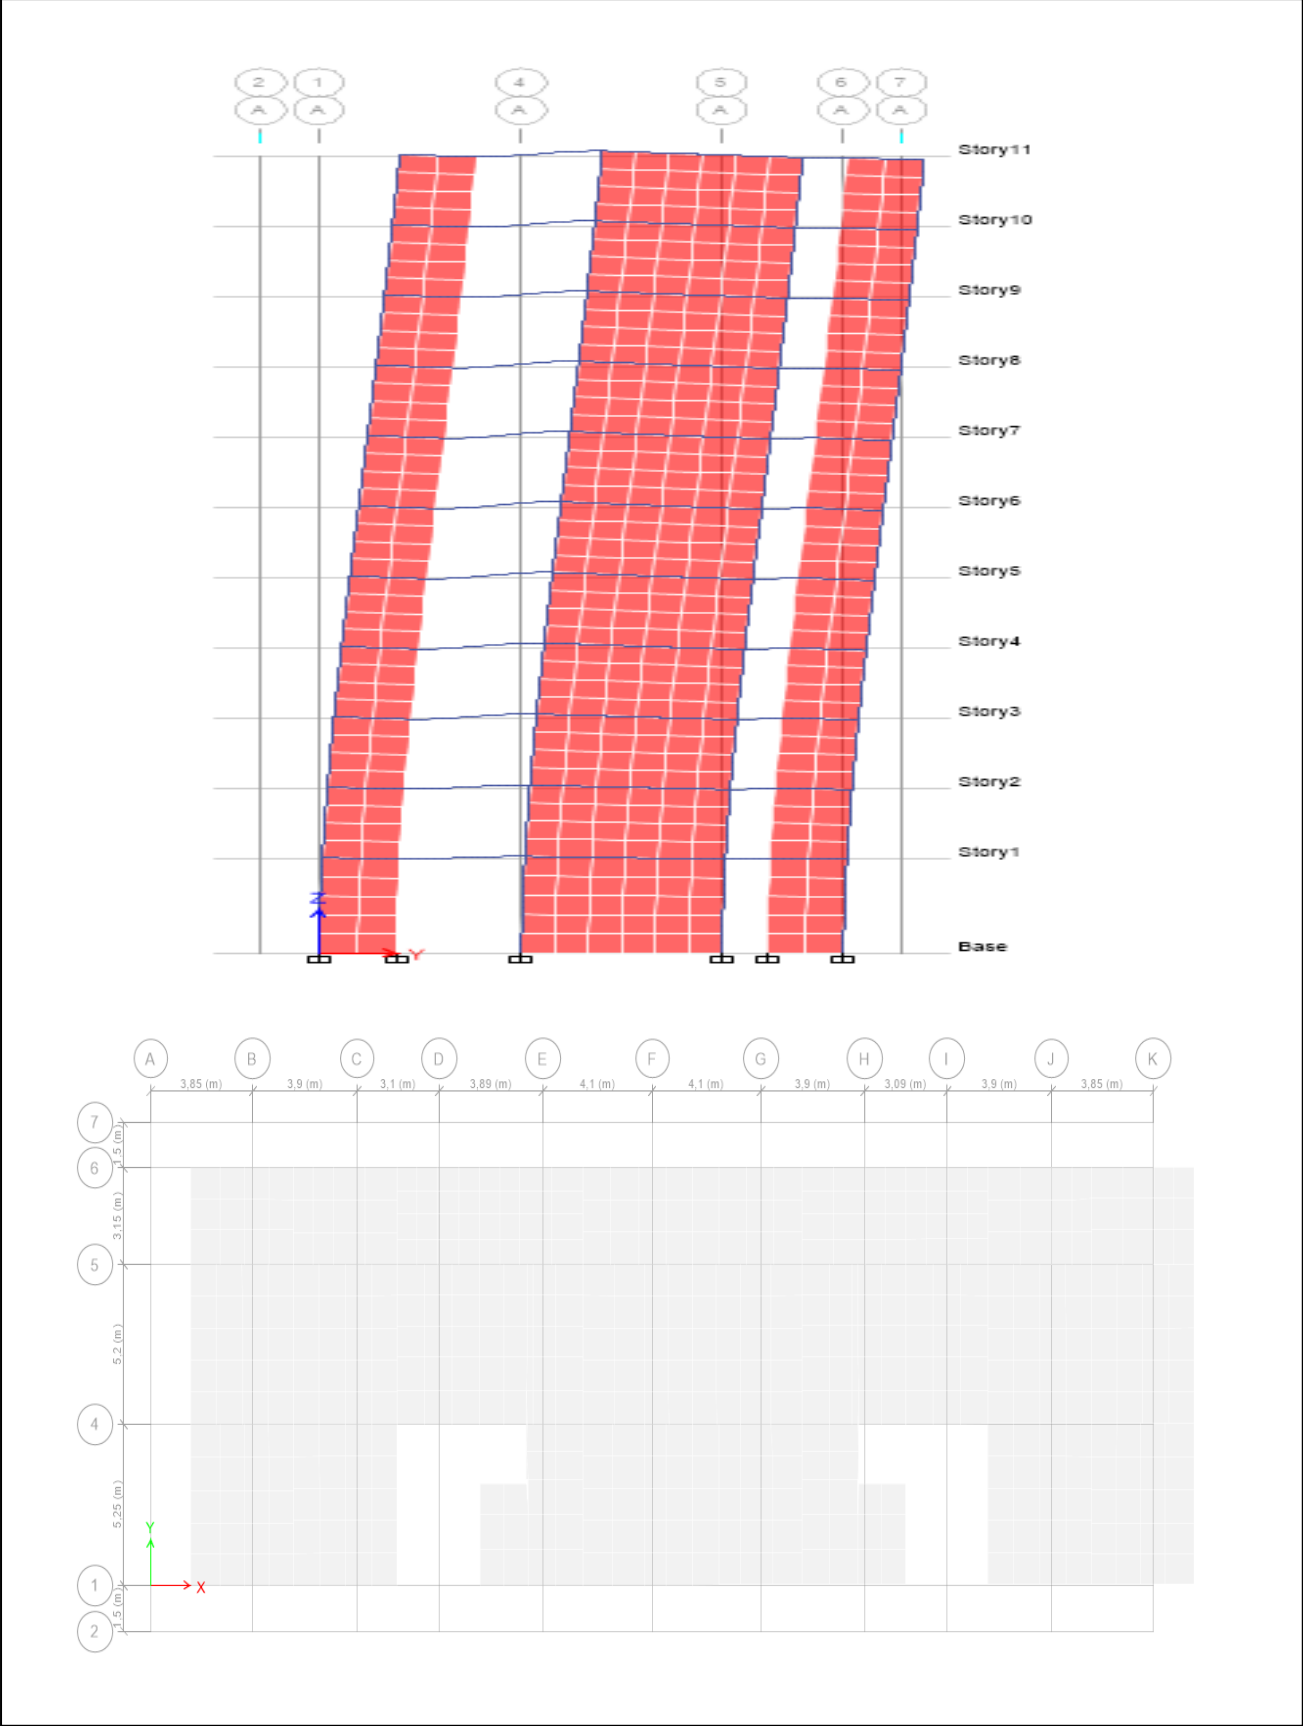 2 1 4 5 6 7
A A A A A A
Story11
Story10
Story9
Story8
Story7
Story6
Story5
Story4
Story3
Story2
Story1
Z
Base
Y
A B C D E F G H I J K
3,85 (m) 3,9 (m) 3,1 (m) 3,89 (m) 4,1 (m) 4,1 (m) 3,9 (m) 3,09 (m) 3,9 (m) 3,85 (m)
7
1.5 (m)
6
3,15 (m)
5
5.2 (m)
4
5.25 (m)
Y
1
X
1.5 (m)
2